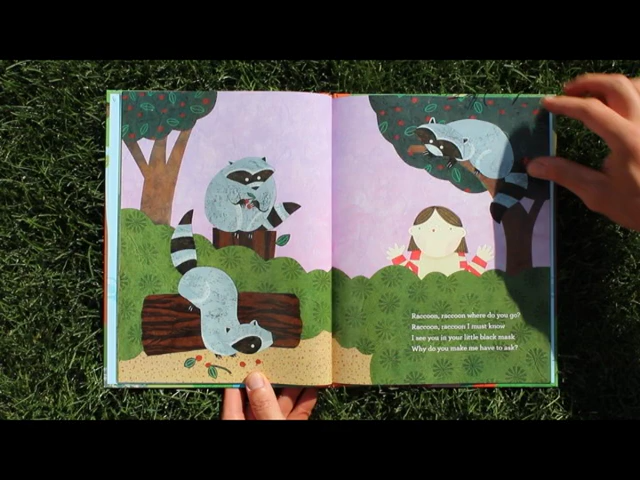 Raccoon, raccoon where do you go?
Raccoon, raccoon I must know
I see you in your little black mask
Why do you make me have to ask?